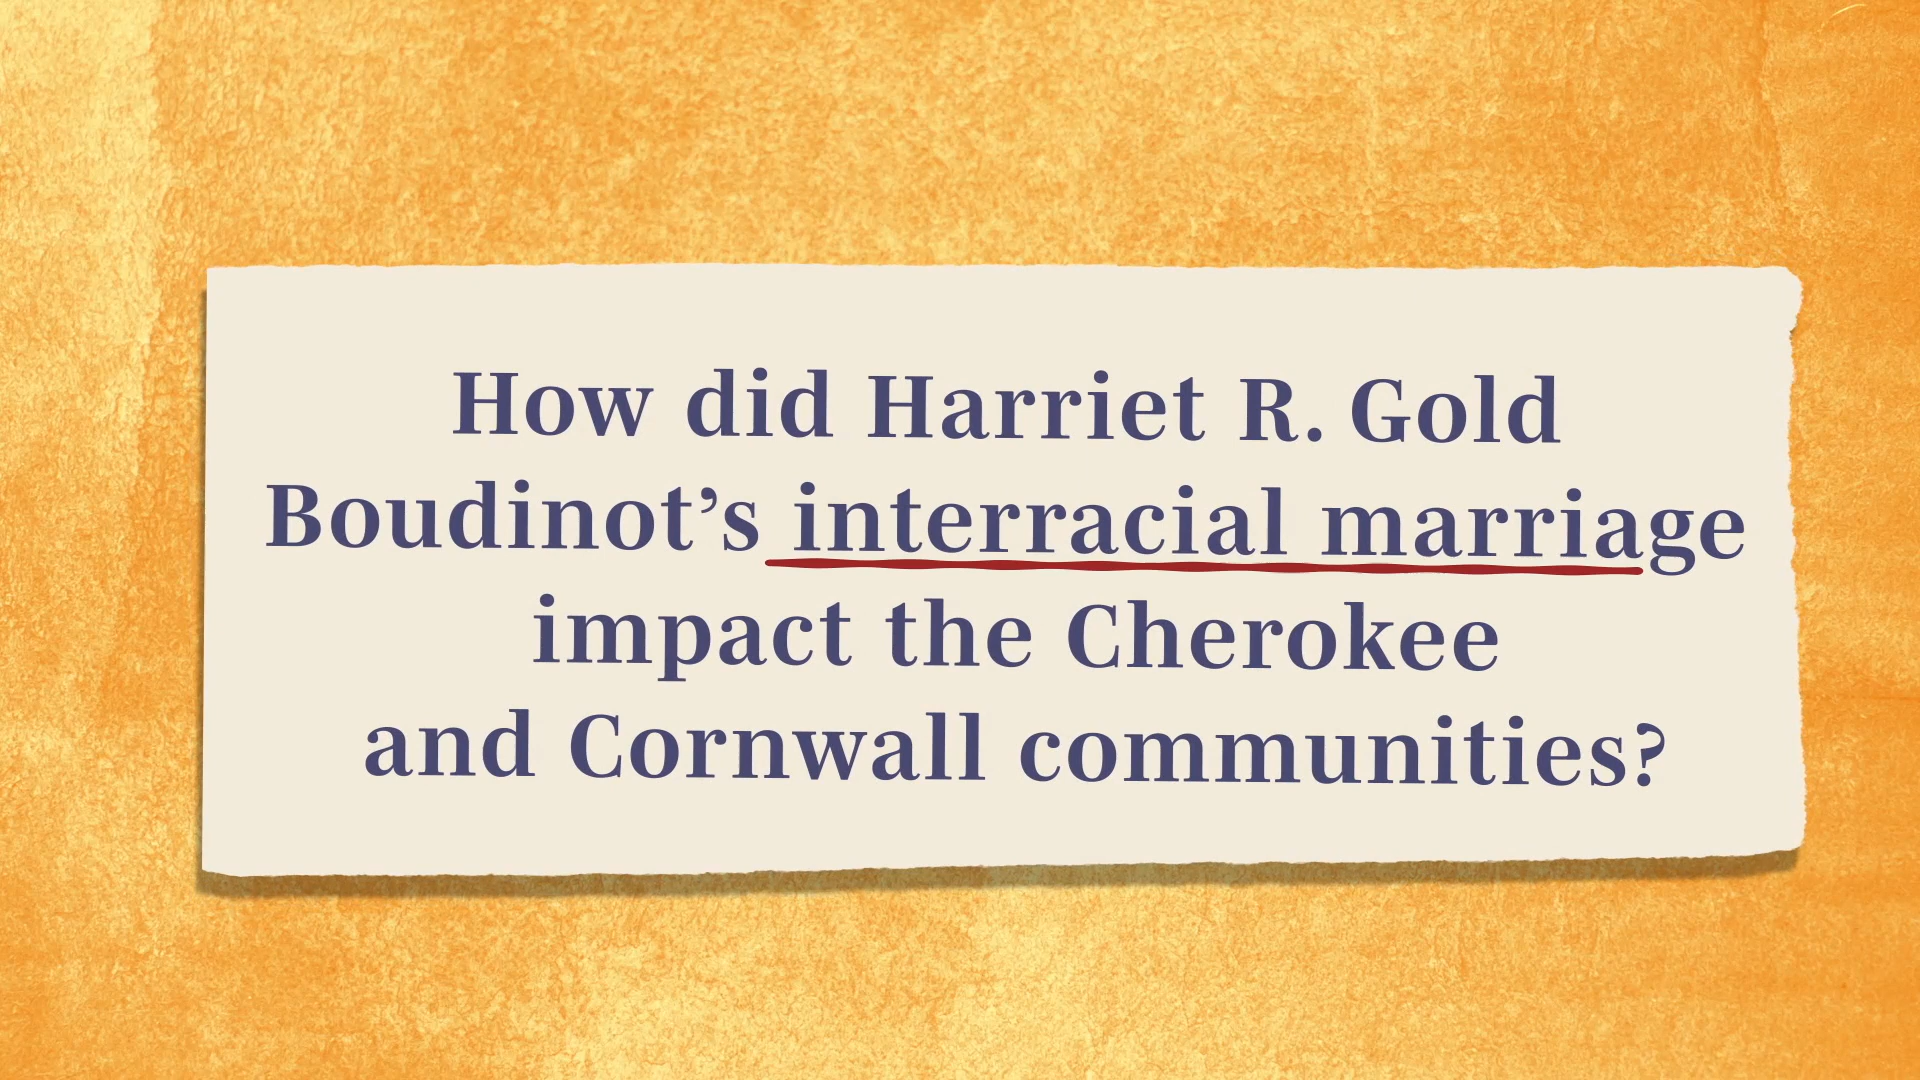 How did Harriet R. Gold
Boudinot’s interracial marriage
impact the Cherokee
and Cornwall communities?